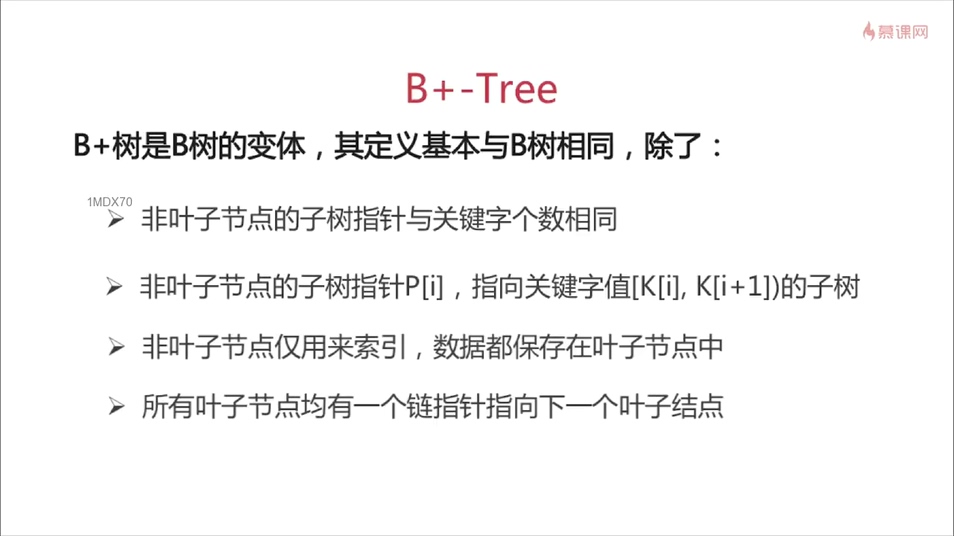 慕课网
B+-Tree
B+树是B树的变体，其定义基本与B树相同，除了：
1MDX70
非叶子节点的子树指针与关键字个数相同
非叶子节点的子树指针P[i]，指向关键字值[K[i], K[i+1])的子树
非叶子节点仅用来索引，数据都保存在叶子节点中
所有叶子节点均有一个链指针指向下一个叶子结点